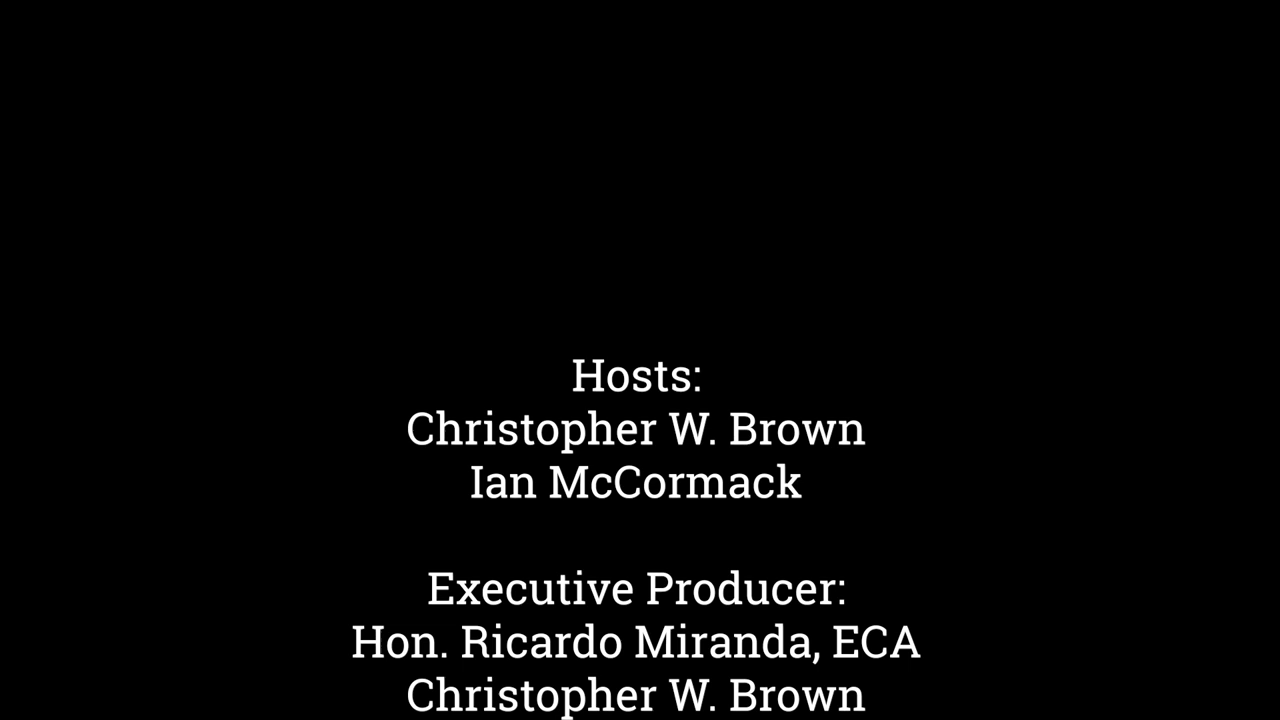 Hosts:
Christopher W. Brown
Ian McCormack
Executive Producer:
Hon. Ricardo Miranda, ECA
Christopher W. Brown